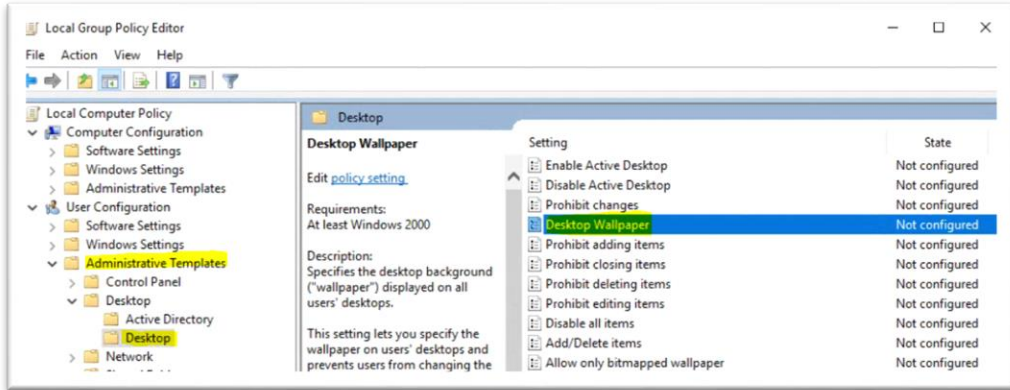 Local Group Policy Editor
File Action View Help
Local Computer Policy
Computer Configuration
Software Settings
Windows Settings
Administrative Templates
User Configuration
Software Settings
Windows Settings
Administrative Templates
Control Panel
Desktop
Active Directory
Desktop
Network
Desktop
Desktop Wallpaper
Edit policy setting
Requirements:
At least Windows 2000
Description:
Specifies the desktop background
("wallpaper") displayed on all
users' desktops.
This setting lets you specify the
wallpaper on users' desktops and
prevents users from changing the
Setting State
Enable Active Desktop Not configured
Disable Active Desktop Not configured
Prohibit changes Not configured
Desktop Wallpaper Not configured
Prohibit adding items Not configured
Prohibit closing items Not configured
Prohibit deleting items Not configured
Prohibit editing items Not configured
Disable all items Not configured
Add/Delete items Not configured
Allow only bitmapped wallpaper Not configured